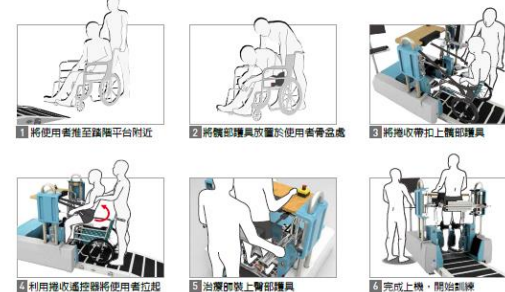 1 將使用者推至踏階平台附近
2 將髖部護具放置於使用者骨盆處
3 將捲收帶扣上髖部護具
4 利用捲收遙控器將使用者拉起
5 治療師裝上臀部護具
6 完成上機,開始訓練